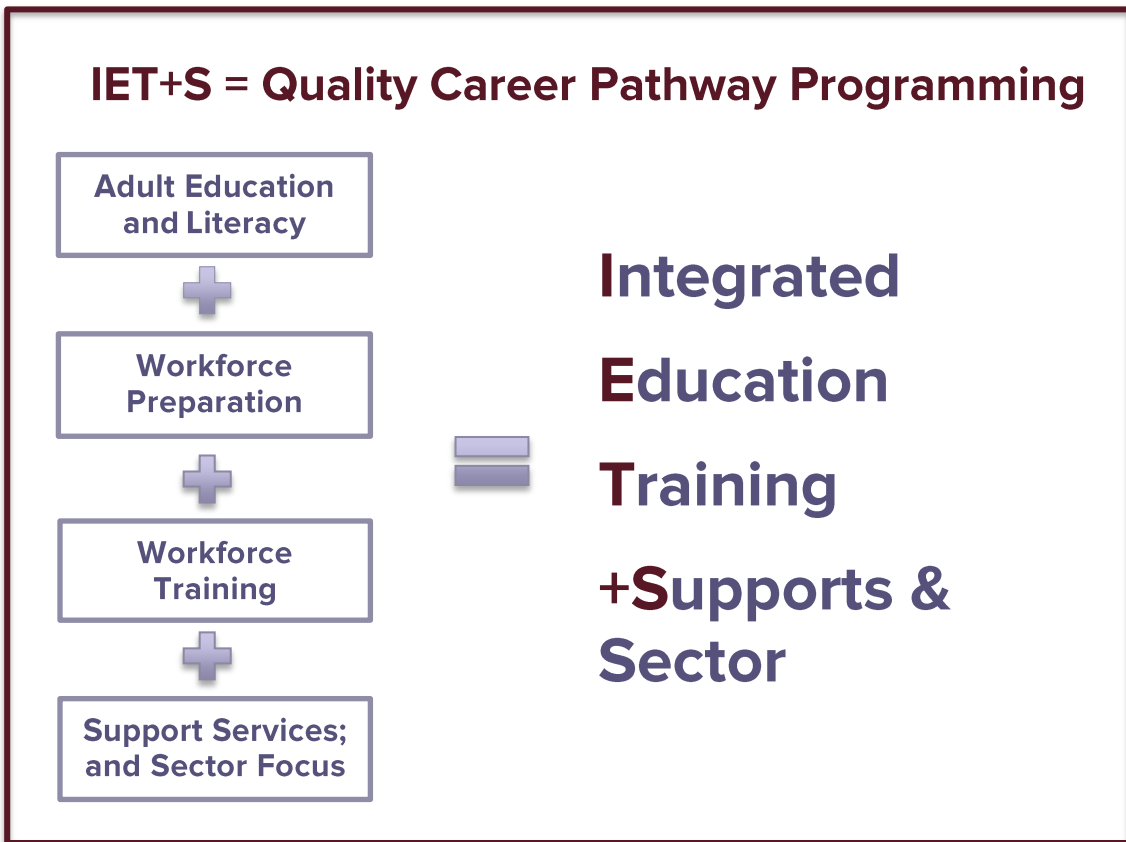 IET+S = Quality Career Pathway Programming
Adult Education
and Literacy
Workforce
Preparation
Workforce
Training
Support Services;
and Sector Focus
Integrated
Education
Training
+Supports &
Sector